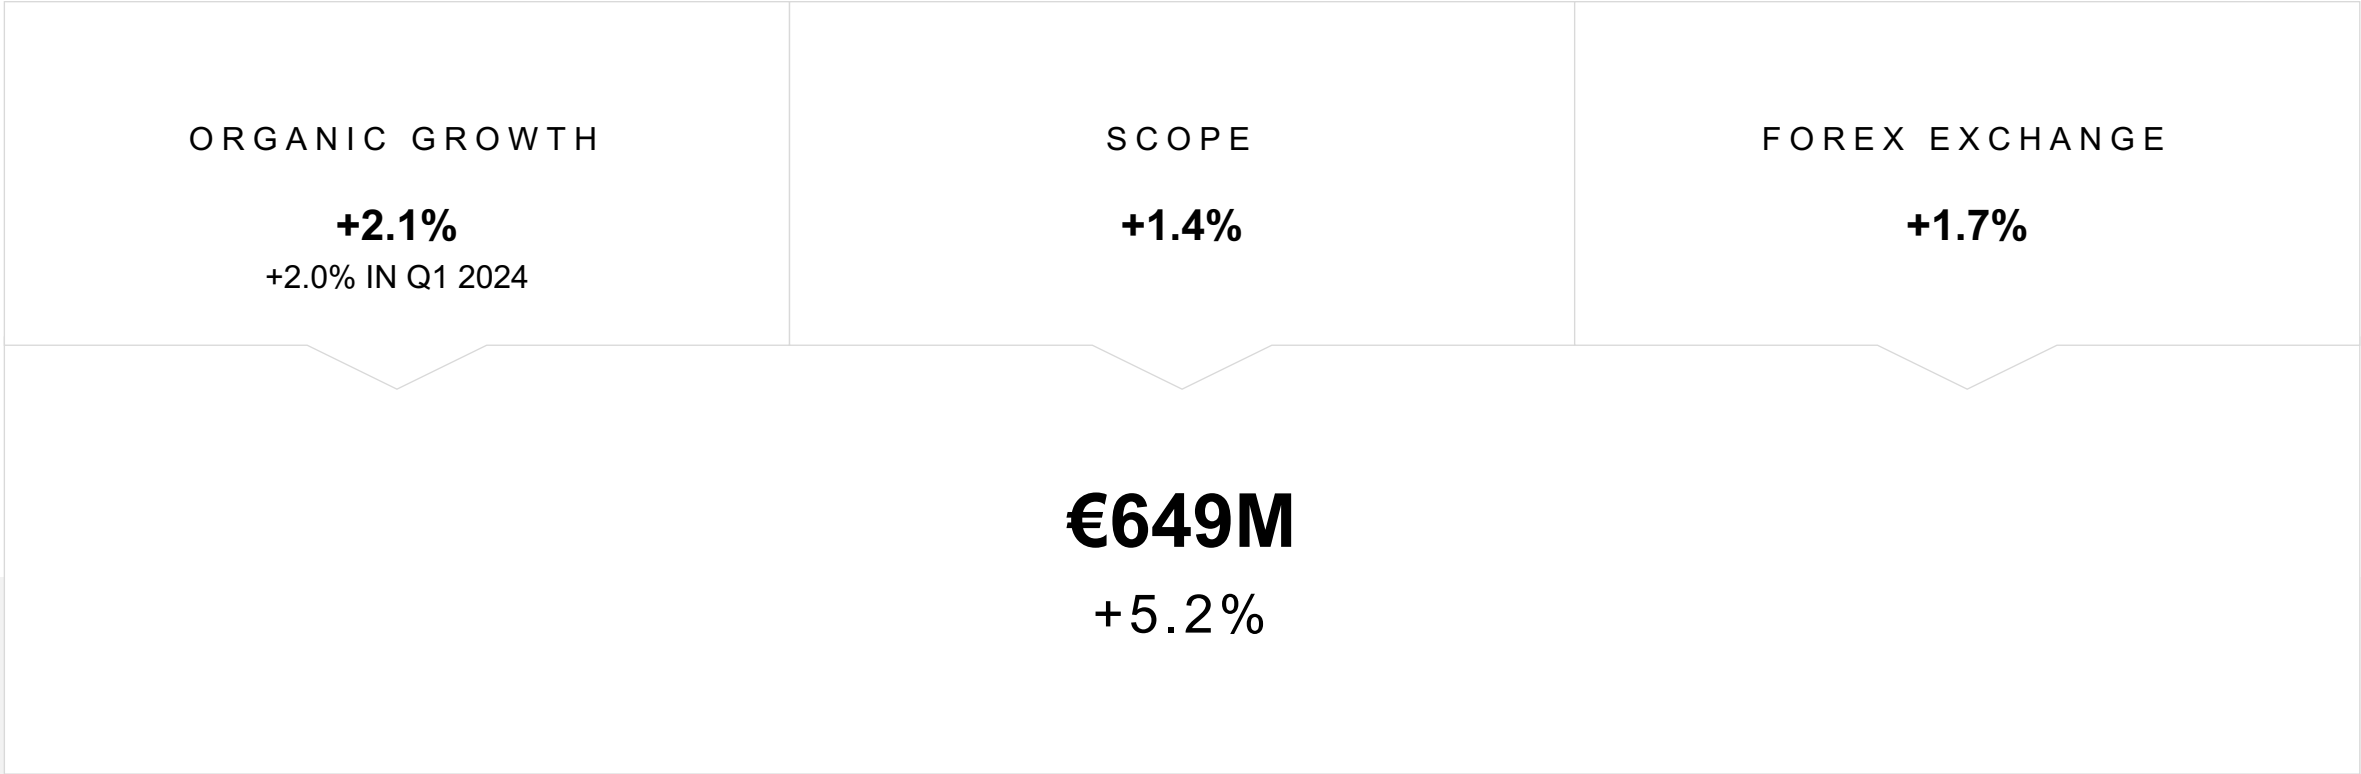 ORGANIC GROWTH
+2.1%
+2.0% IN Q1 2024
SCOPE
+1.4%
FOREX EXCHANGE
+1.7%
€649M
+5.2%